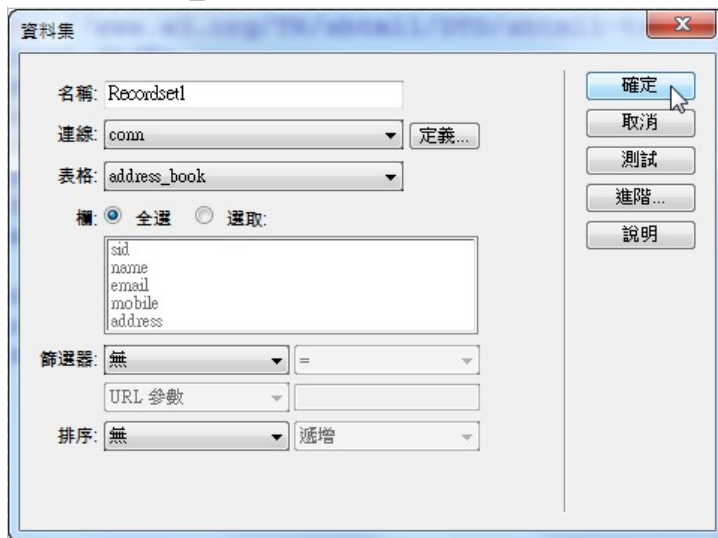 資料集
名稱: Recordset1
連線: conn 定義...
表格: address_book
欄: 全選 選取:
sid
name
email
mobile
address
篩選器: 無 =
URL 參數
排序: 無 遞增
確定
取消
測試
進階...
說明